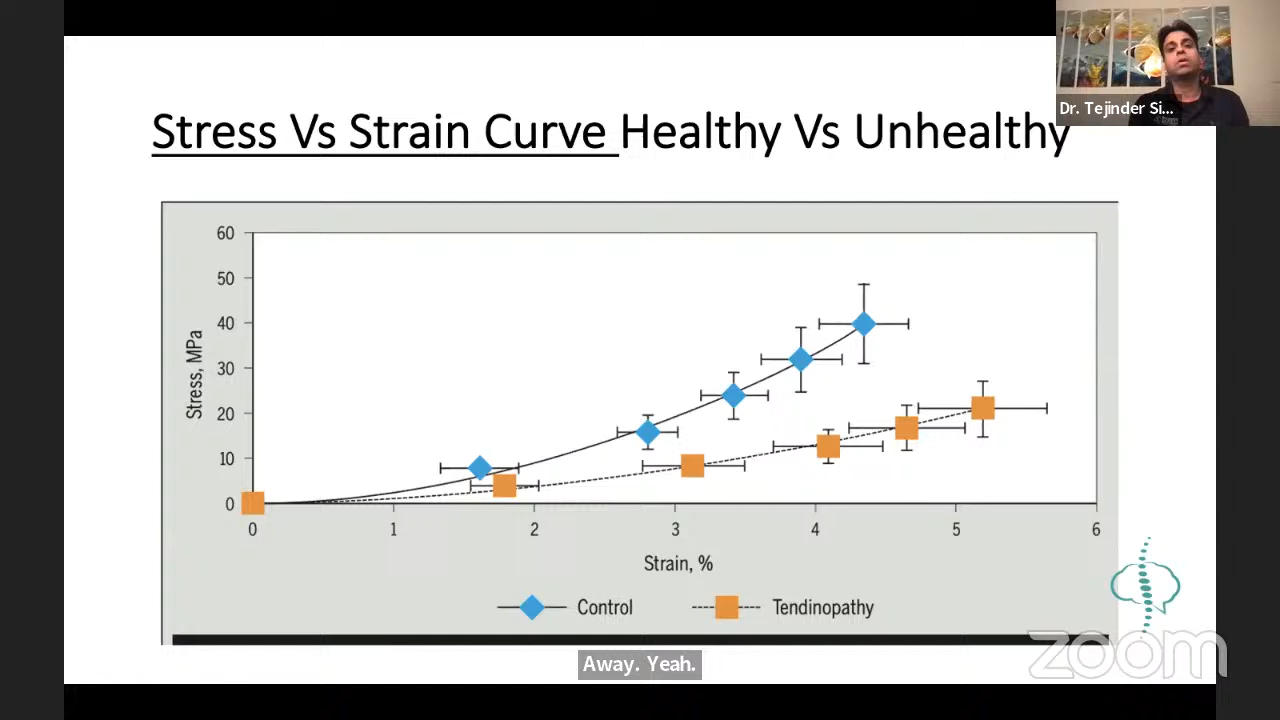 Dr. Tejinder Si...
Stress Vs Strain Curve Healthy Vs Unhealthy
60
50
40
30
20
10
0
Stress, MPa
0 1 2 3 4 5 6
Strain, %
Control Tendinopathy
Away. Yeah.
zoom